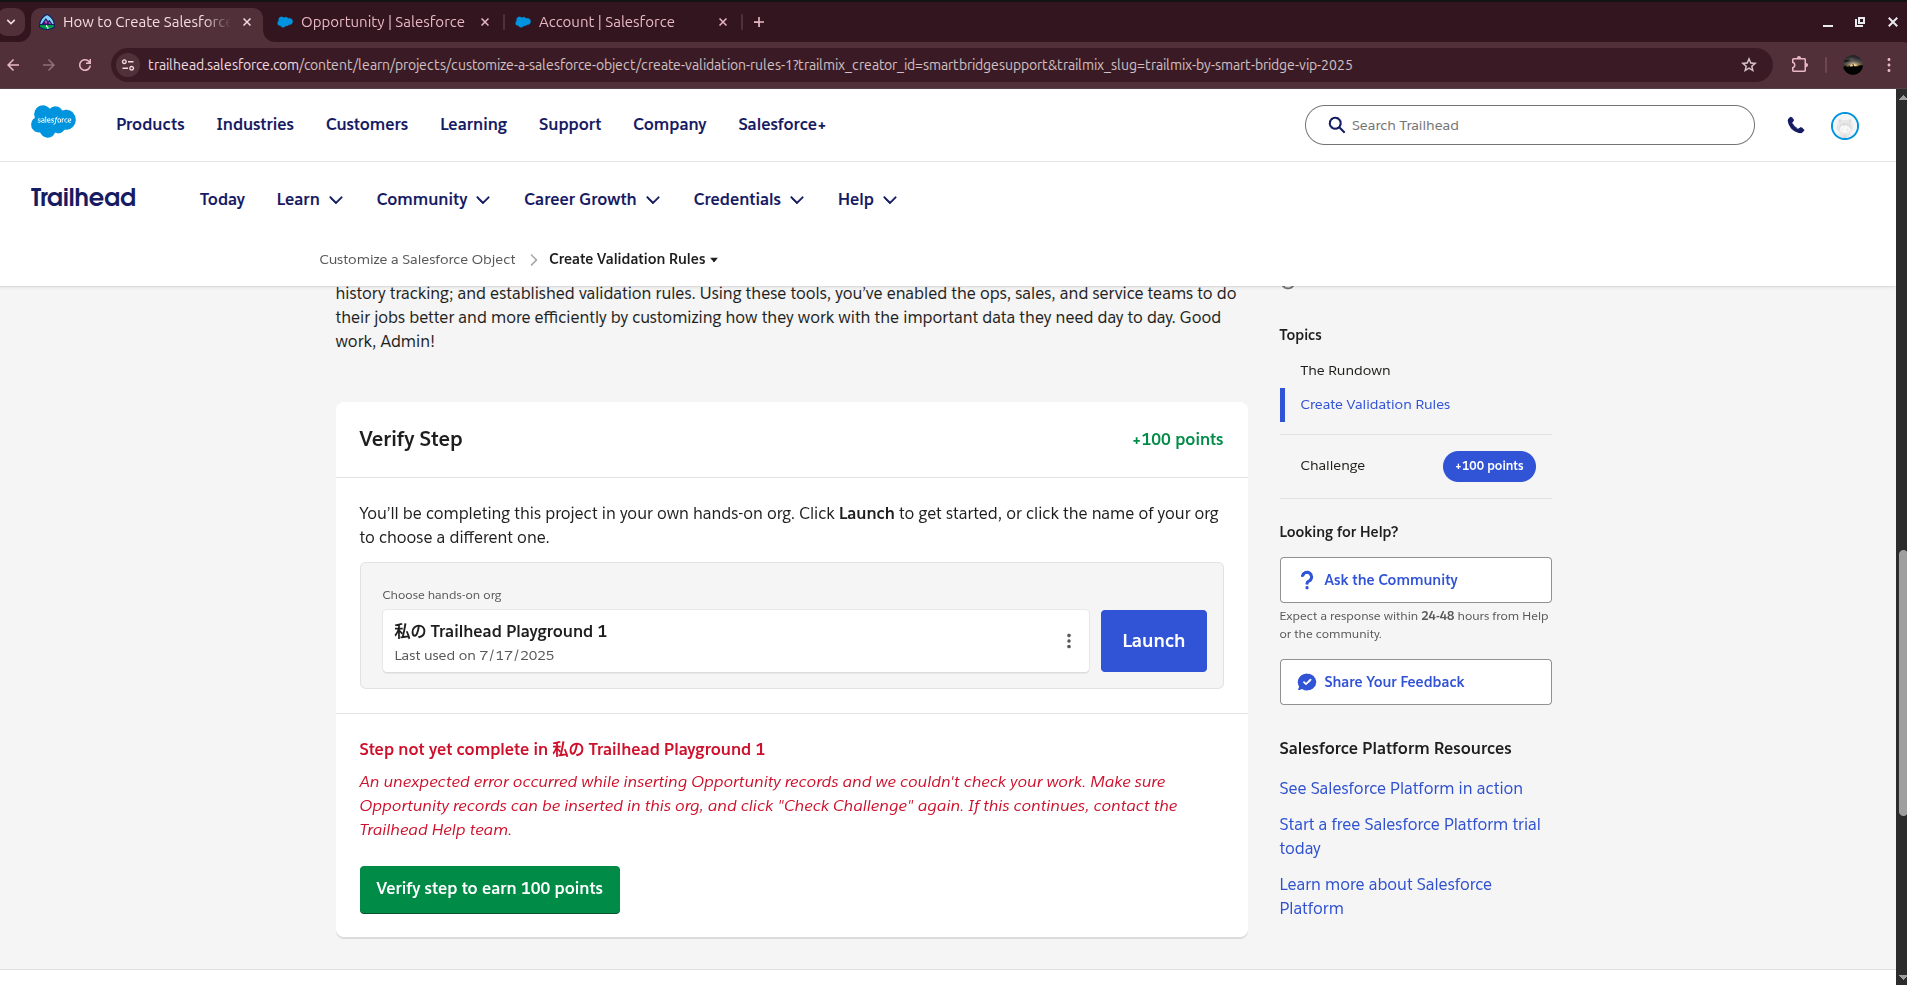 How to Create Salesforc
Opportunity | Salesforce
Account | Salesforce
trailhead.salesforce.com/content/learn/projects/customize-a-salesforce-object/create-validation-rules-1?trailmix_creator_id=smartbridgesupport&trailmix_slug=trailmix-by-smart-bridge-vip-2025
salesforce
Products
Industries
Customers
Learning
Support
Company
Salesforce+
Search Trailhead
Trailhead
Today
Learn
Community
Career Growth
Credentials
Help
Customize a Salesforce Object
Create Validation Rules
history tracking; and established validation rules. Using these tools, you’ve enabled the ops, sales, and service teams to do
their jobs better and more efficiently by customizing how they work with the important data they need day to day. Good
work, Admin!
Verify Step
+100 points
You’ll be completing this project in your own hands-on org. Click Launch to get started, or click the name of your org
to choose a different one.
Choose hands-on org
私の Trailhead Playground 1
Last used on 7/17/2025
Launch
Step not yet complete in 私の Trailhead Playground 1
An unexpected error occurred while inserting Opportunity records and we couldn't check your work. Make sure
Opportunity records can be inserted in this org, and click "Check Challenge" again. If this continues, contact the
Trailhead Help team.
Verify step to earn 100 points
Topics
The Rundown
Create Validation Rules
Challenge
+100 points
Looking for Help?
Ask the Community
Expect a response within 24-48 hours from Help
or the community.
Share Your Feedback
Salesforce Platform Resources
See Salesforce Platform in action
Start a free Salesforce Platform trial
today
Learn more about Salesforce
Platform